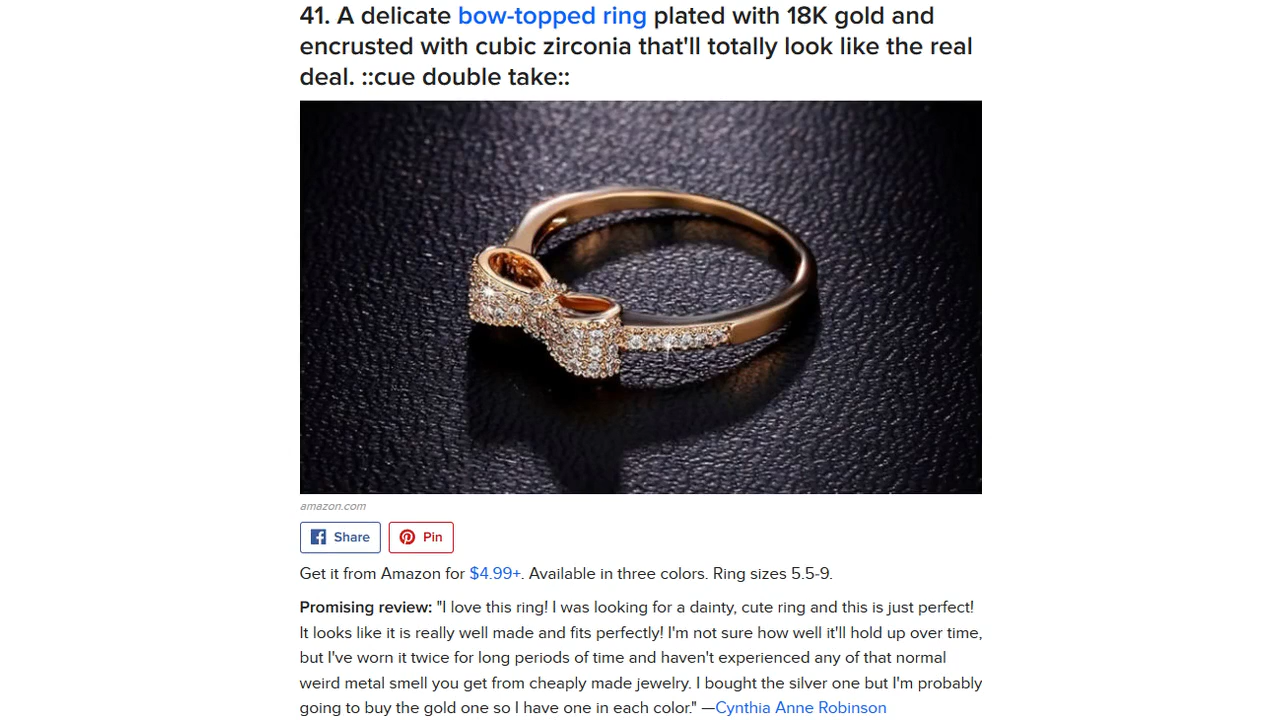 41. A delicate bow-topped ring plated with 18K gold and
encrusted with cubic zirconia that'll totally look like the real
deal. ::cue double take::
amazon.com
Share Pin
Get it from Amazon for $4.99+. Available in three colors. Ring sizes 5.5-9.
Promising review: "I love this ring! I was looking for a dainty, cute ring and this is just perfect!
It looks like it is really well made and fits perfectly! I'm not sure how well it'll hold up over time,
but I've worn it twice for long periods of time and haven't experienced any of that normal
weird metal smell you get from cheaply made jewelry. I bought the silver one but I'm probably
going to buy the gold one so I have one in each color." —Cynthia Anne Robinson